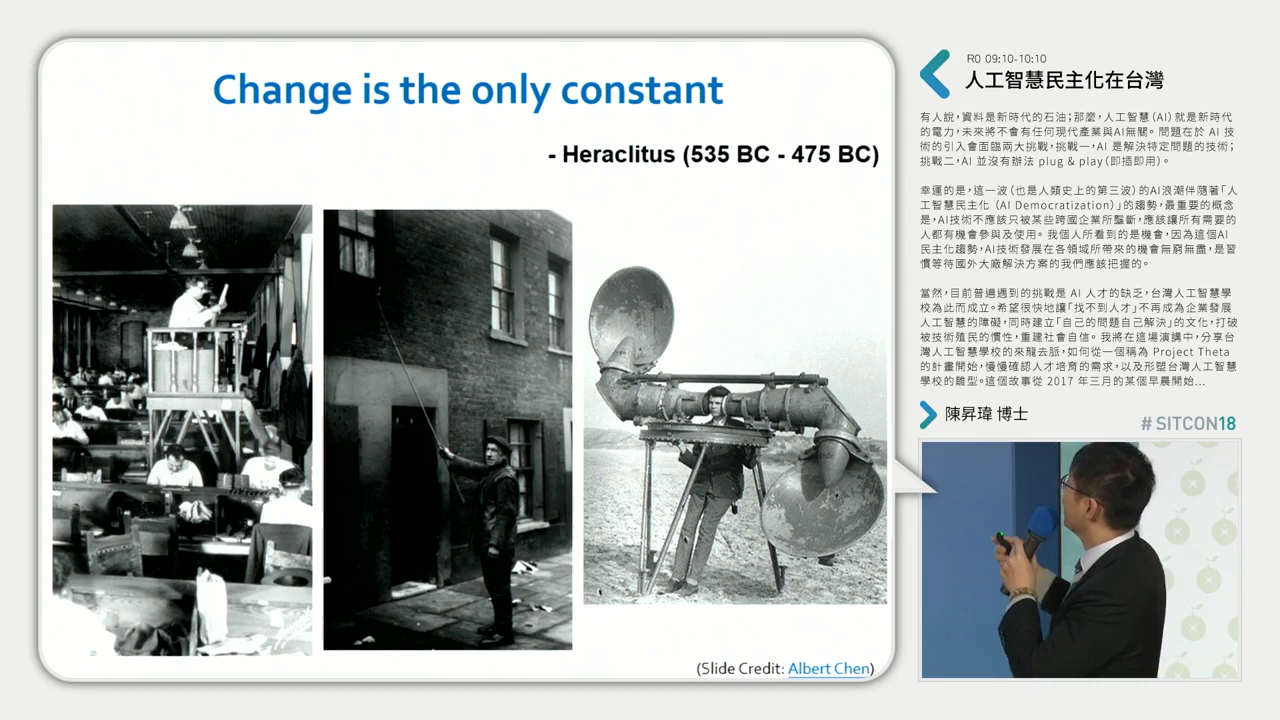 Change is the only constant
- Heraclitus (535 BC - 475 BC)
(Slide Credit: Albert Chen)
R0 09:10-10:10
人工智慧民主化在台灣
有人說，資料是新時代的石油；那麼，人工智慧（AI）就是新時代
的電力，未來將不會有任何現代產業與AI無關。問題在於 AI 技
術的引入會面臨兩大挑戰，挑戰一，AI 是解決特定問題的技術；
挑戰二，AI 並沒有辦法 plug & play（即插即用）。
幸運的是，這一波（也是人類史上的第三波）的AI浪潮伴隨著「人
工智慧民主化（AI Democratization）」的趨勢，最重要的概念
是，AI技術不應該只被某些跨國企業所壟斷，應該讓所有需要的
人都有機會參與及使用。我個人所看到的是機會，因為這個AI
民主化趨勢，AI技術發展在各領域所帶來的機會無窮無盡，是習
慣等待國外大廠解決方案的我們應該把握的。
當然，目前普遍遇到的挑戰是 AI 人才的缺乏，台灣人工智慧學
校為此而成立。希望很快地讓「找不到人才」不再成為企業發展
人工智慧的障礙，同時建立「自己的問題自己解決」的文化，打破
被技術殖民的慣性，重建社會自信。我將在這場演講中，分享台
灣人工智慧學校的來龍去脈，如何從一個稱為 Project Theta
的計畫開始，慢慢確認人才培育的需求，以及形塑台灣人工智慧
學校的雛型。這個故事從 2017 年三月的某個早晨開始...
陳昇瑋 博士
# SITCON18